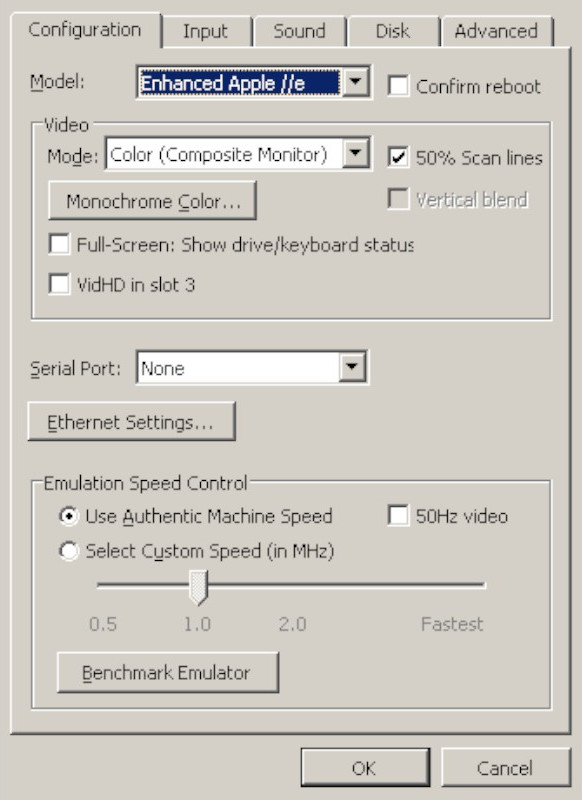 Configuration Input Sound Disk Advanced
Model: Enhanced Apple //e Confirm reboot
Video
Mode: Color (Composite Monitor) 50% Scan lines
Monochrome Color... Vertical blend
Full-Screen: Show drive/keyboard status
VidHD in slot 3
Serial Port: None
Ethernet Settings...
Emulation Speed Control
Use Authentic Machine Speed 50Hz video
Select Custom Speed (in MHz)
0.5 1.0 2.0 Fastest
Benchmark Emulator
OK Cancel